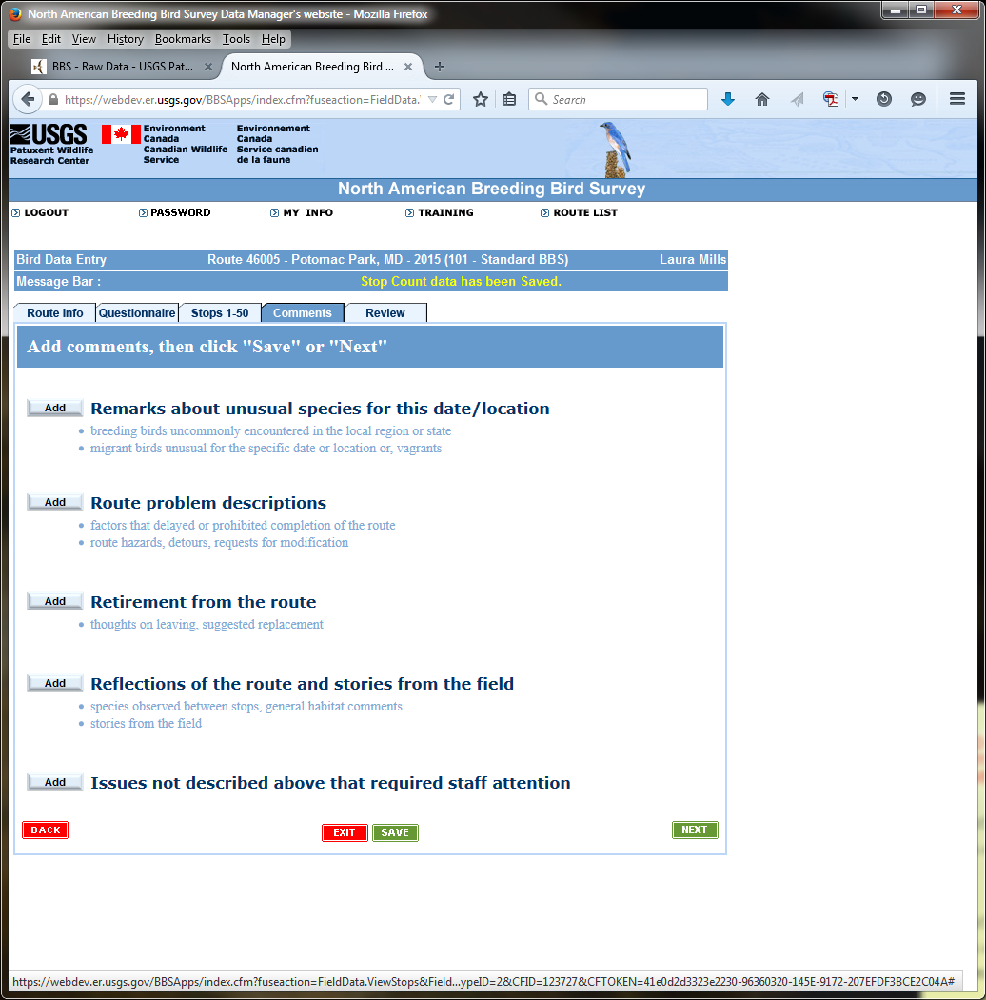 North American Breeding Bird Survey Data Manager's website - Mozilla Firefox
File Edit View History Bookmarks Tools Help
BBS - Raw Data - USGS Pat... North American Breeding Bird ...
https://webdev.er.usgs.gov/BBSApps/index.cfm?fuseaction=FieldData. Search
USGS
Patuxent Wildlife
Research Center
Environment
Canada
Canadian Wildlife
Service
Environnement
Canada
Service canadien
de la faune
North American Breeding Bird Survey
LOGOUT PASSWORD MY INFO TRAINING ROUTE LIST
Bird Data Entry Route 46005 - Potomac Park, MD - 2015 (101 - Standard BBS) Laura Mills
Message Bar : Stop Count data has been Saved.
Route Info Questionnaire Stops 1-50 Comments Review
Add comments, then click "Save" or "Next"
Add Remarks about unusual species for this date/location
• breeding birds uncommonly encountered in the local region or state
• migrant birds unusual for the specific date or location or, vagrants
Add Route problem descriptions
• factors that delayed or prohibited completion of the route
• route hazards, detours, requests for modification
Add Retirement from the route
• thoughts on leaving, suggested replacement
Add Reflections of the route and stories from the field
• species observed between stops, general habitat comments
• stories from the field
Add Issues not described above that required staff attention
BACK EXIT SAVE NEXT
https://webdev.er.usgs.gov/BBSApps/index.cfm?fuseaction=FieldData.ViewStops&Field...ypeID=2&CFID=123727&CFTOKEN=41e0d2d3323e2230-96360320-145E-9172-207EFDF3BCE2C04A#